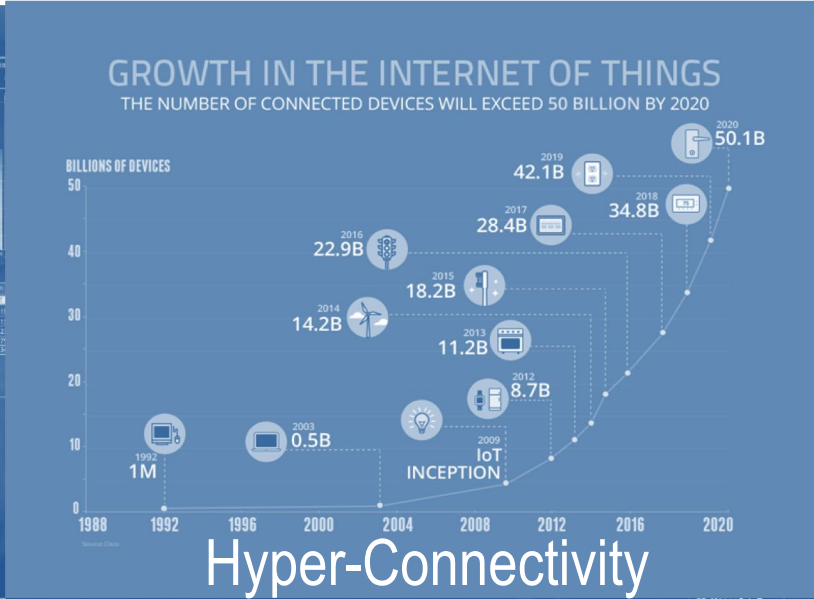 GROWTH IN THE INTERNET OF THINGS
THE NUMBER OF CONNECTED DEVICES WILL EXCEED 50 BILLION BY 2020
BILLIONS OF DEVICES
2020
50.1B
2019
42.1B
2018
34.8B
2017
28.4B
2016
22.9B
2015
18.2B
2014
14.2B
2013
11.2B
2012
8.7B
2009
IoT
INCEPTION
2003
0.5B
1992
1M
50
40
30
20
10
0
1988 1992 1996 2000 2004 2008 2012 2016 2020
Hyper-Connectivity